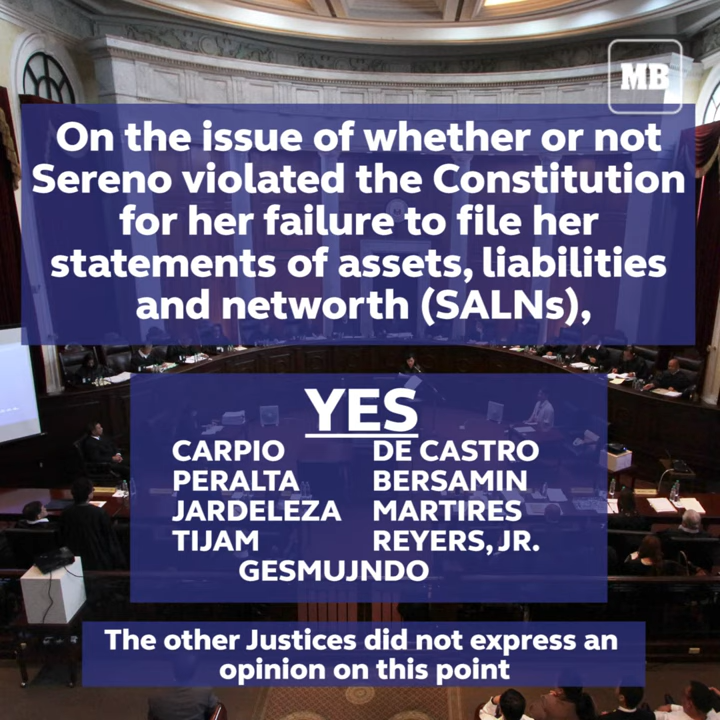 MB
On the issue of whether or not
Sereno violated the Constitution
for her failure to file her
statements of assets, liabilities
and networth (SALNs),
YES
CARPIO DE CASTRO
PERALTA BERSAMIN
JARDELEZA MARTIRES
TIJAM REYERS, JR.
GESMUJNDO
The other Justices did not express an
opinion on this point